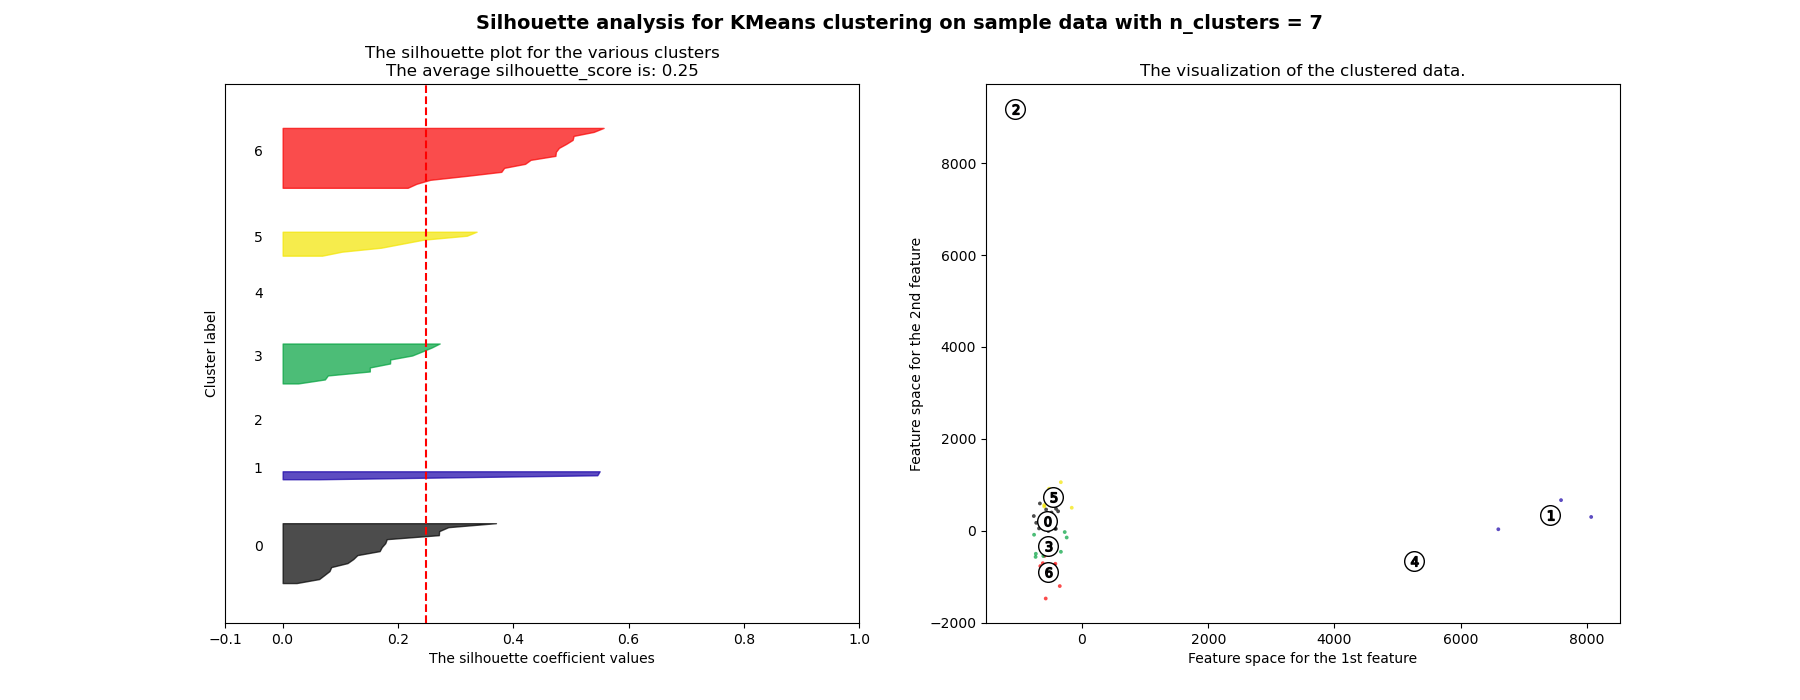 Silhouette analysis for KMeans clustering on sample data with n_clusters = 7
The silhouette plot for the various clusters
The average silhouette_score is: 0.25
6
5
4
3
2
1
0
Cluster label
−0.1 0.0 0.2 0.4 0.6 0.8 1.0
The silhouette coefficient values
The visualization of the clustered data.
2
8000
6000
4000
2000
0
−2000
Feature space for the 2nd feature
5
0
3
6
1
4
0 2000 4000 6000 8000
Feature space for the 1st feature